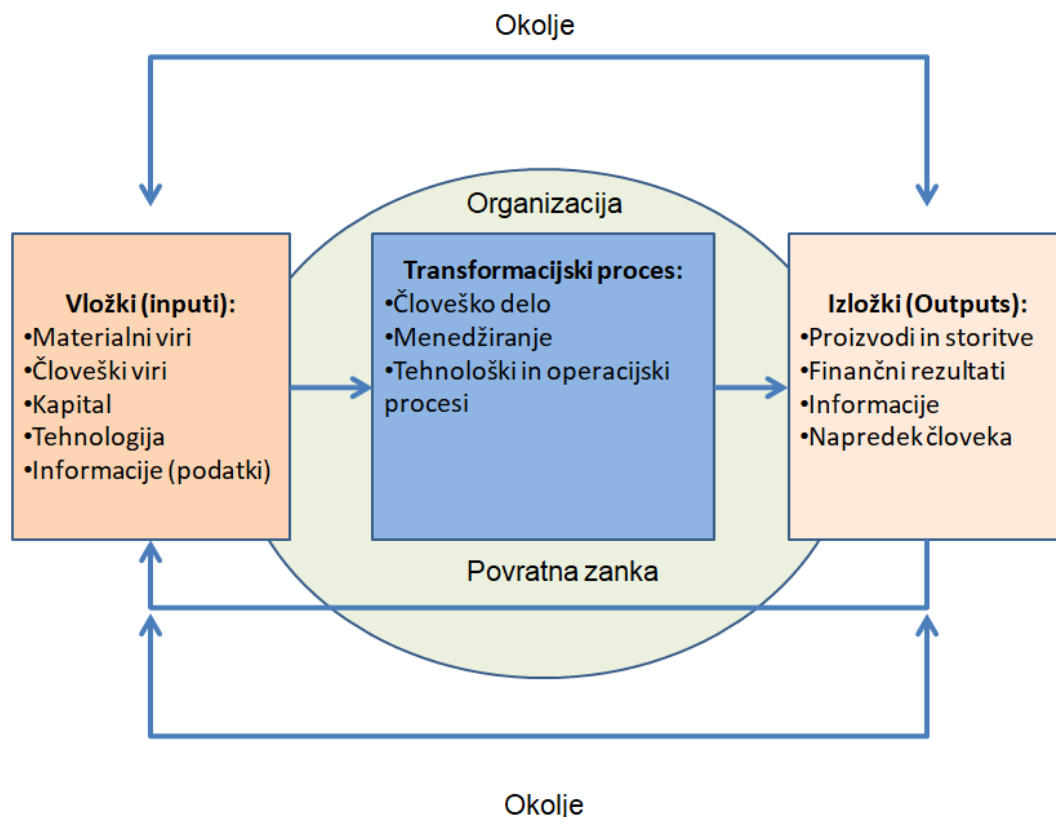 Okolje
Organizacija
Vložki (inputi):
•Materialni viri
•Človeški viri
•Kapital
•Tehnologija
•Informacije (podatki)
Transformacijski proces:
•Človeško delo
•Menedžiranje
•Tehnološki in operacijski
procesi
Izložki (Outputs):
•Proizvodi in storitve
•Finančni rezultati
•Informacije
•Napredek človeka
Povratna zanka
Okolje